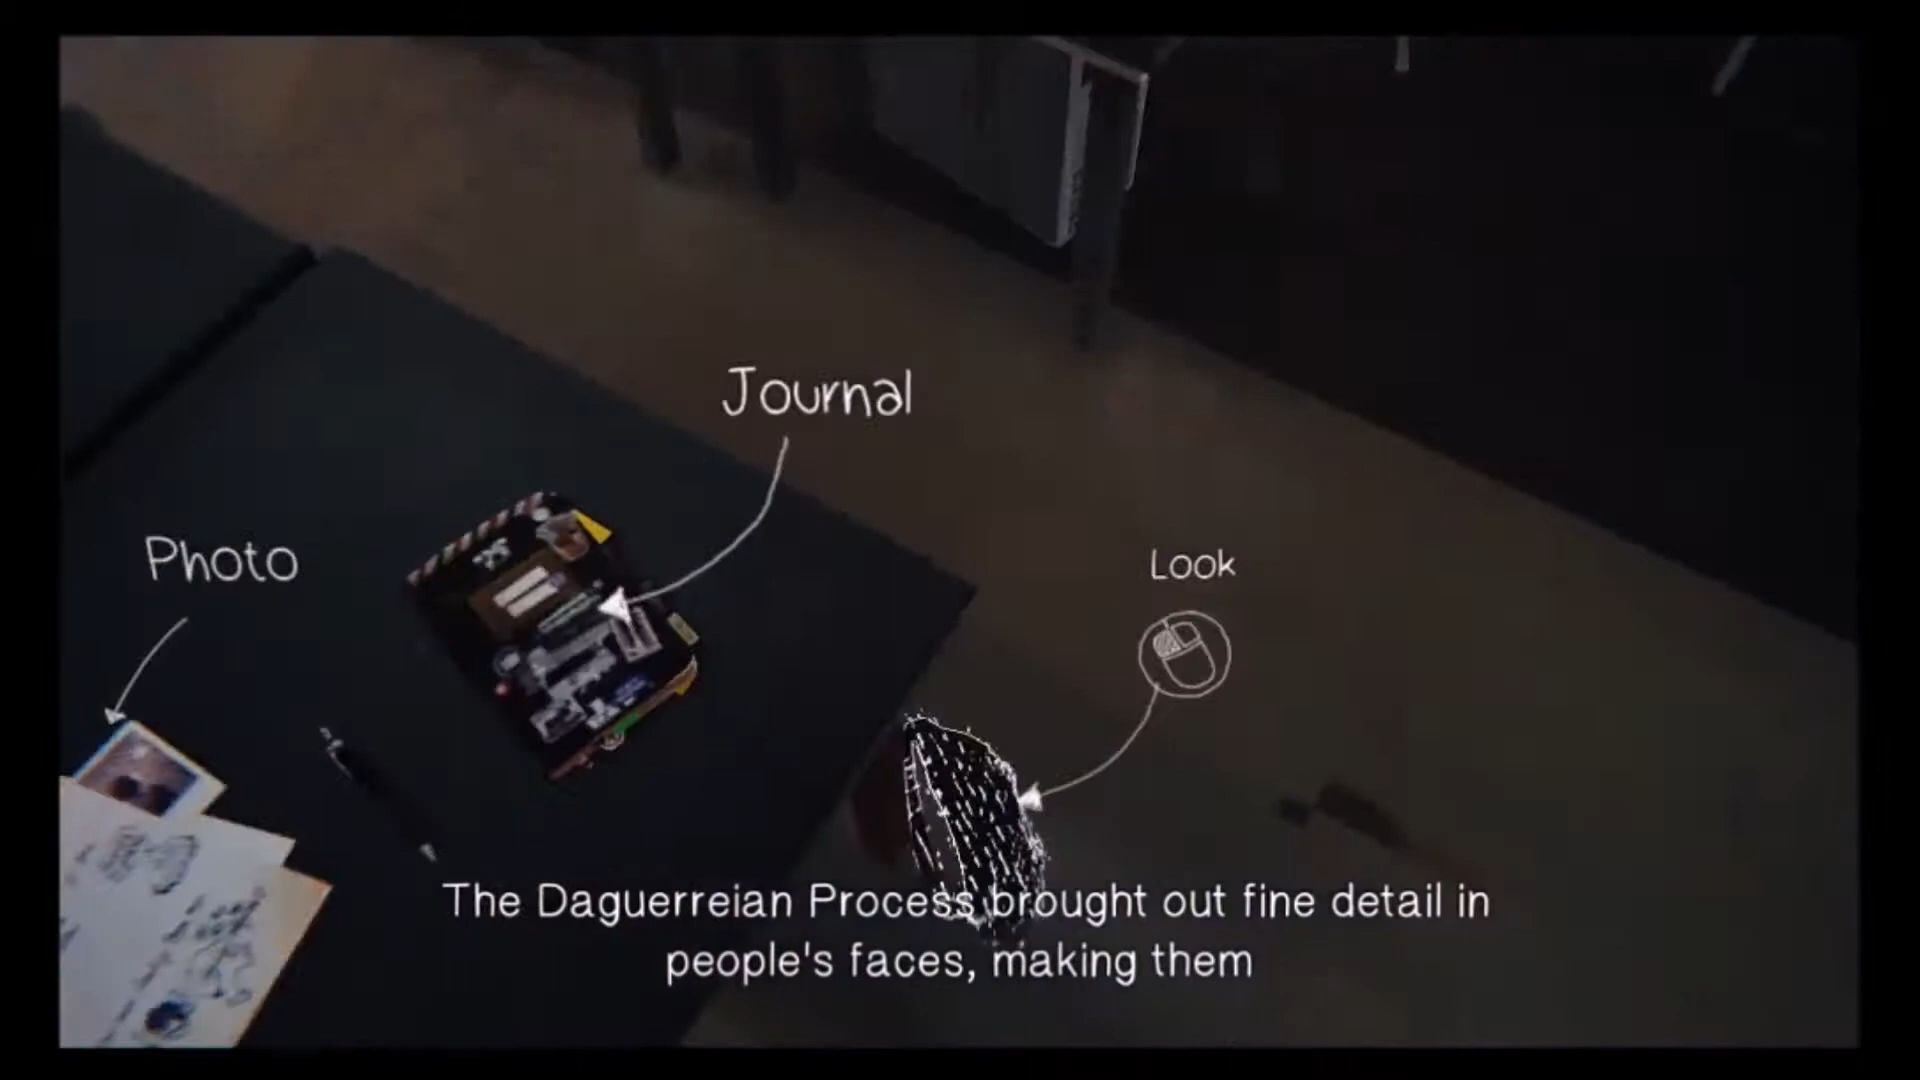 Journal
Photo
Look
The Daguerreian Process brought out fine detail in
people's faces, making them